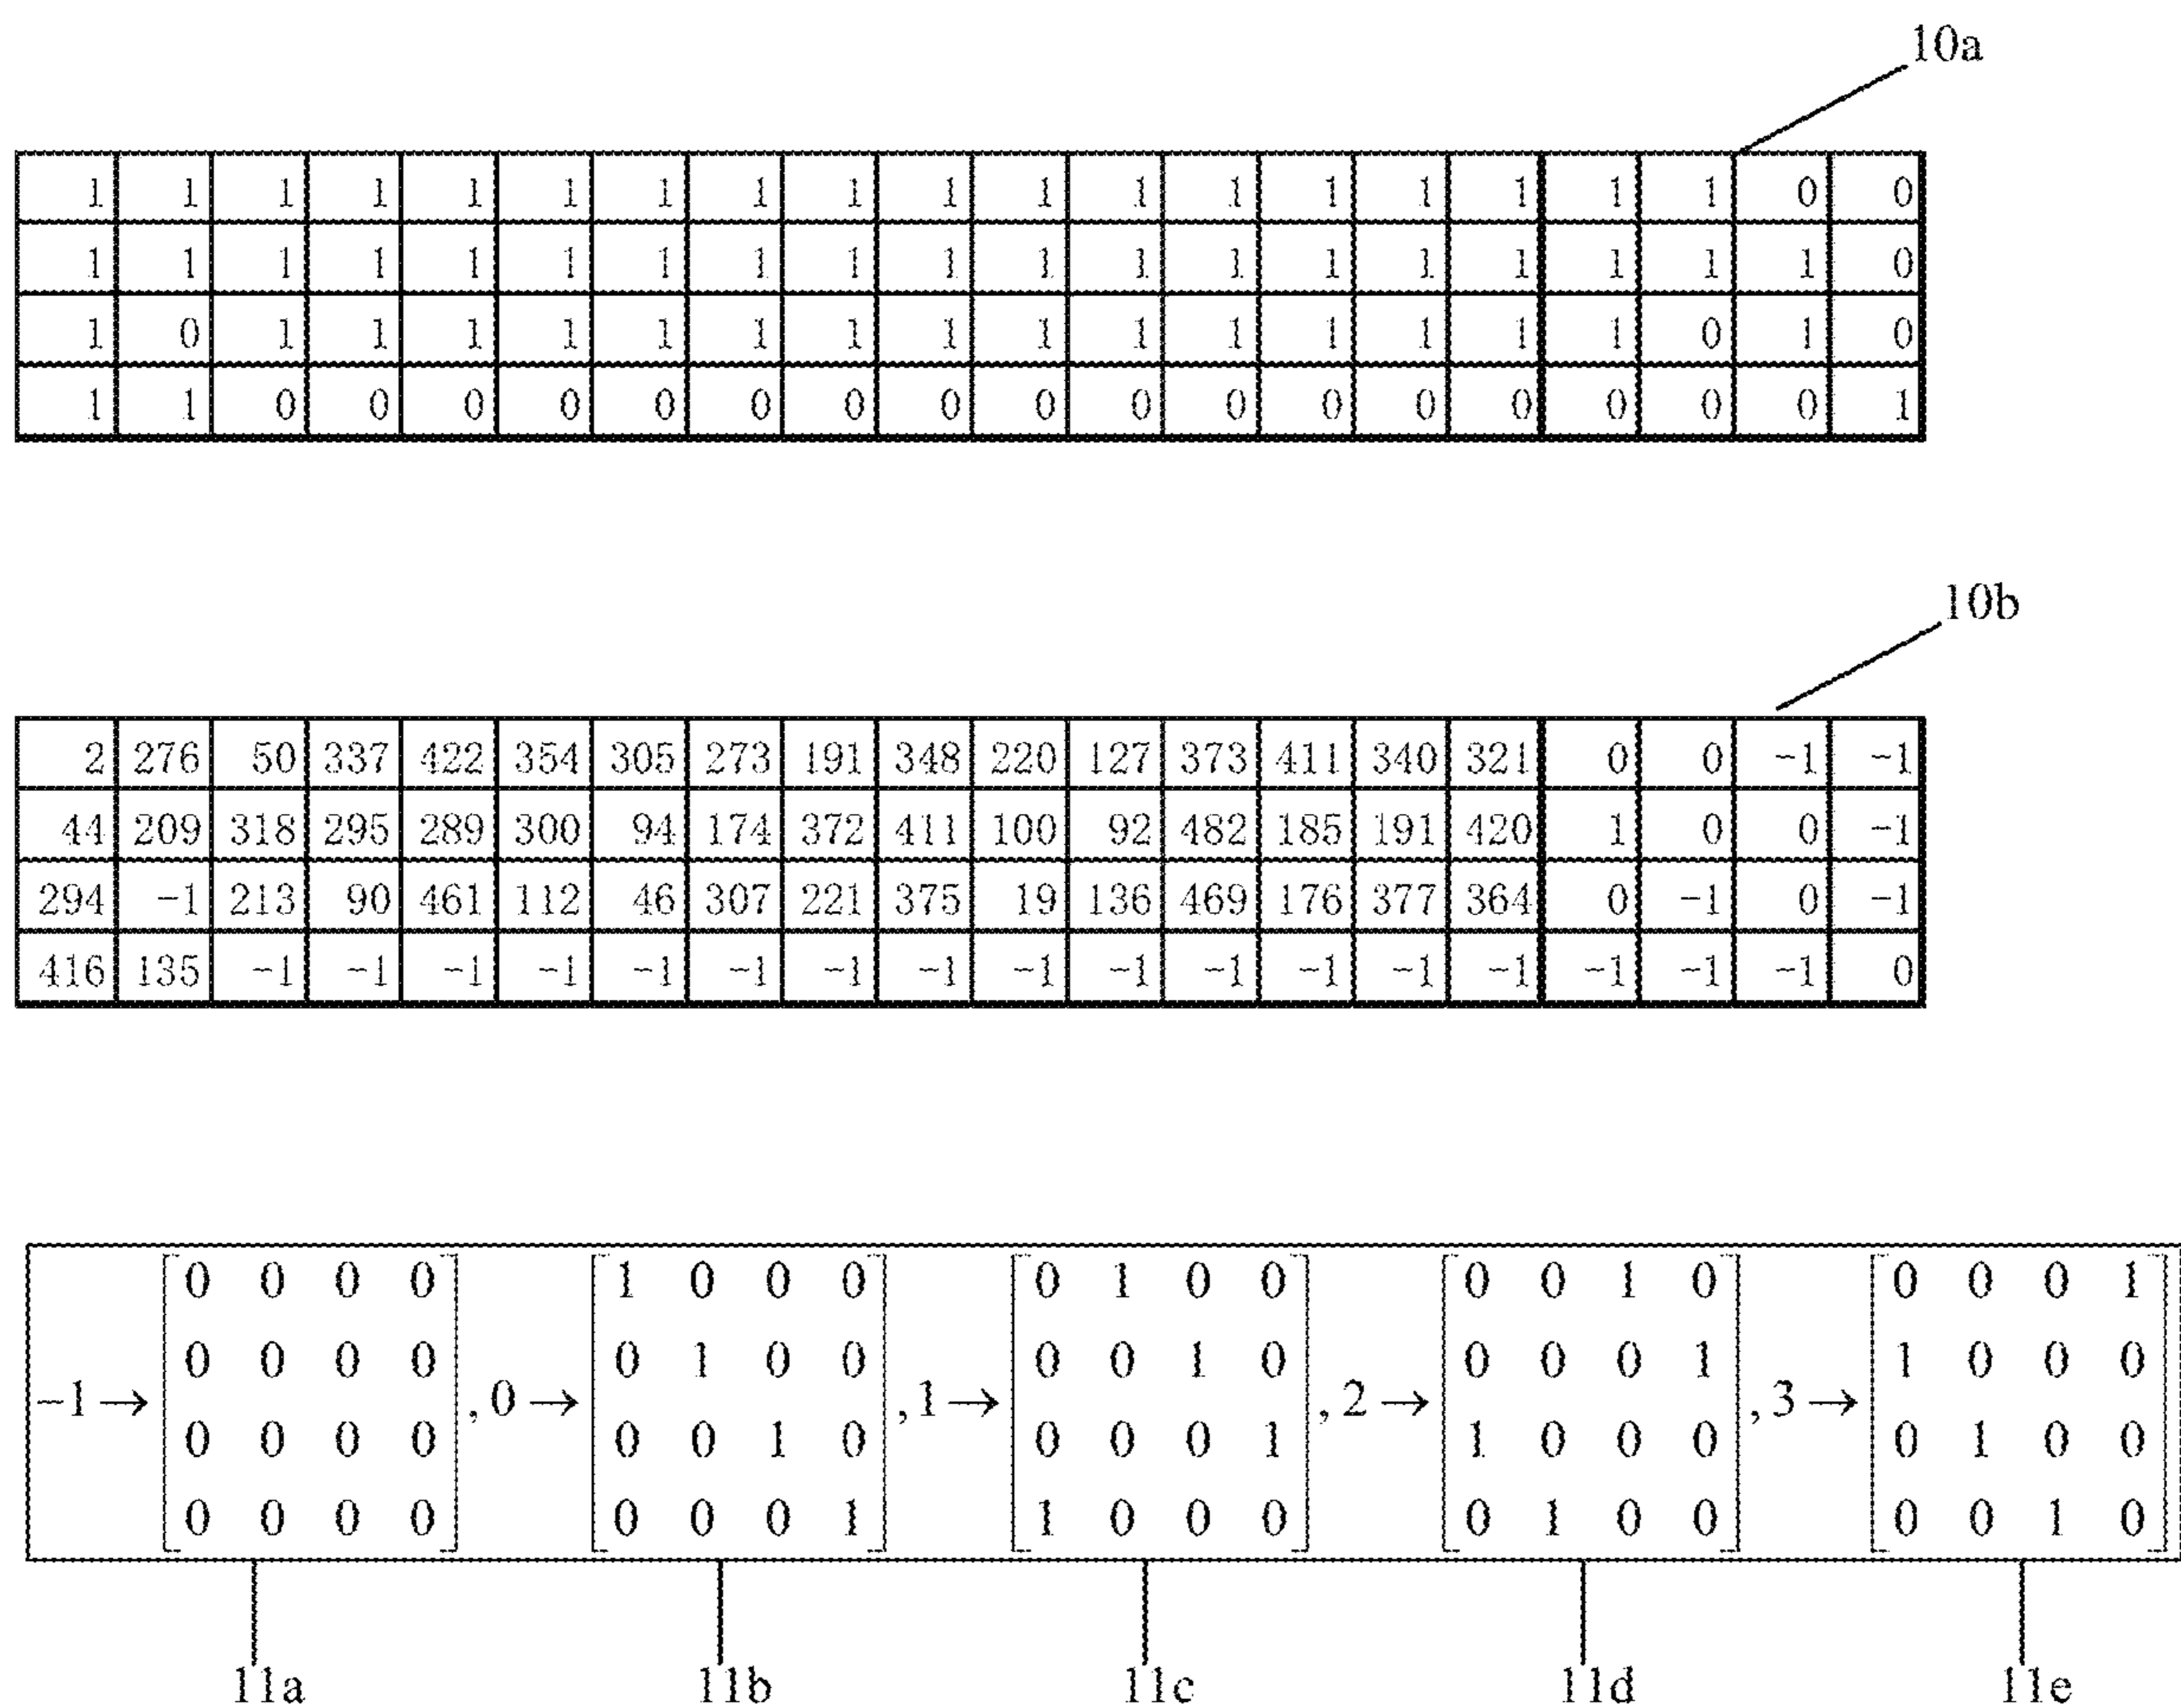 10a
1 1 1 1 1 1 1 1 1 1 1 1 1 1 1 1 1 1 0 0
1 1 1 1 1 1 1 1 1 1 1 1 1 1 1 1 1 1 1 0
1 0 1 1 1 1 1 1 1 1 1 1 1 1 1 1 1 0 1 0
1 1 0 0 0 0 0 0 0 0 0 0 0 0 0 0 0 0 0 1
10b
2 276 50 337 422 354 305 273 191 348 220 127 373 411 340 321 0 0 -1 -1
44 209 318 295 289 300 94 174 372 411 100 92 482 185 191 420 1 0 0 -1
294 -1 213 90 461 112 46 307 221 375 19 136 469 176 377 364 0 -1 0 -1
416 135 -1 -1 -1 -1 -1 -1 -1 -1 -1 -1 -1 -1 -1 -1 -1 -1 -1 0
0 0 0 0 1 0 0 0 0 1 0 0 0 0 1 0 0 0 0 1
0 0 0 0 0 1 0 0 0 0 1 0 0 0 0 1 1 0 0 0
-1 → , 0 → , 1 → , 2 → , 3 →
0 0 0 0 0 0 1 0 0 0 0 1 1 0 0 0 0 1 0 0
0 0 0 0 0 0 0 1 1 0 0 0 0 1 0 0 0 0 1 0
11a 11b 11c 11d 11e